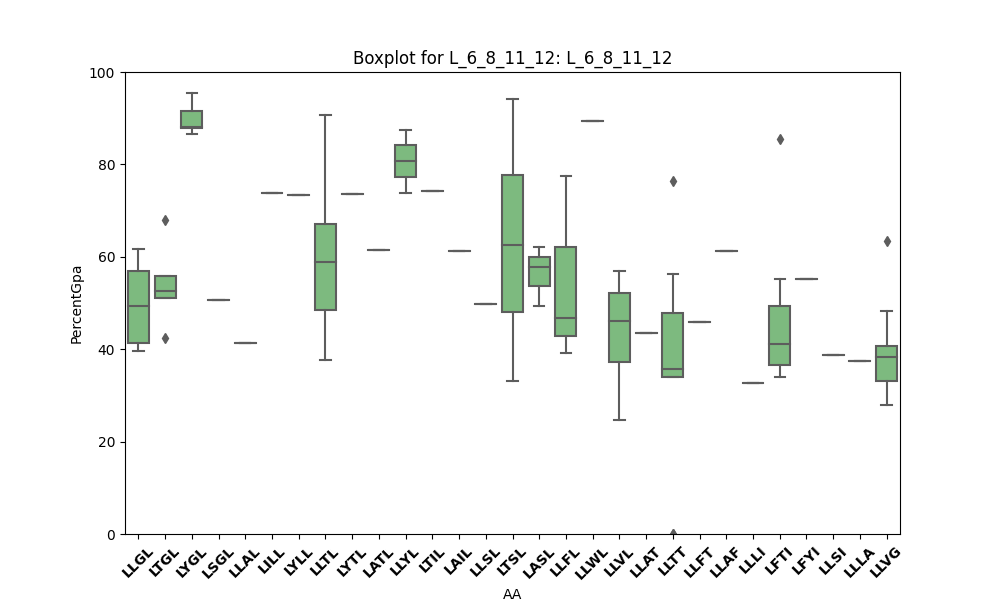 Boxplot for L_6_8_11_12: L_6_8_11_12
100
80
60
40
20
0
PercentGpa
LLGL LTGL LYGL LSGL LLAL LILL LYLL LLTL LYTL LATL LLYL LTIL LAIL LLSL LTSL LASL LLFL LLWL LLVL LLAT LLTT LLFT LLAF LLLI LFTI LFYI LLSI LLLA LLVG
AA